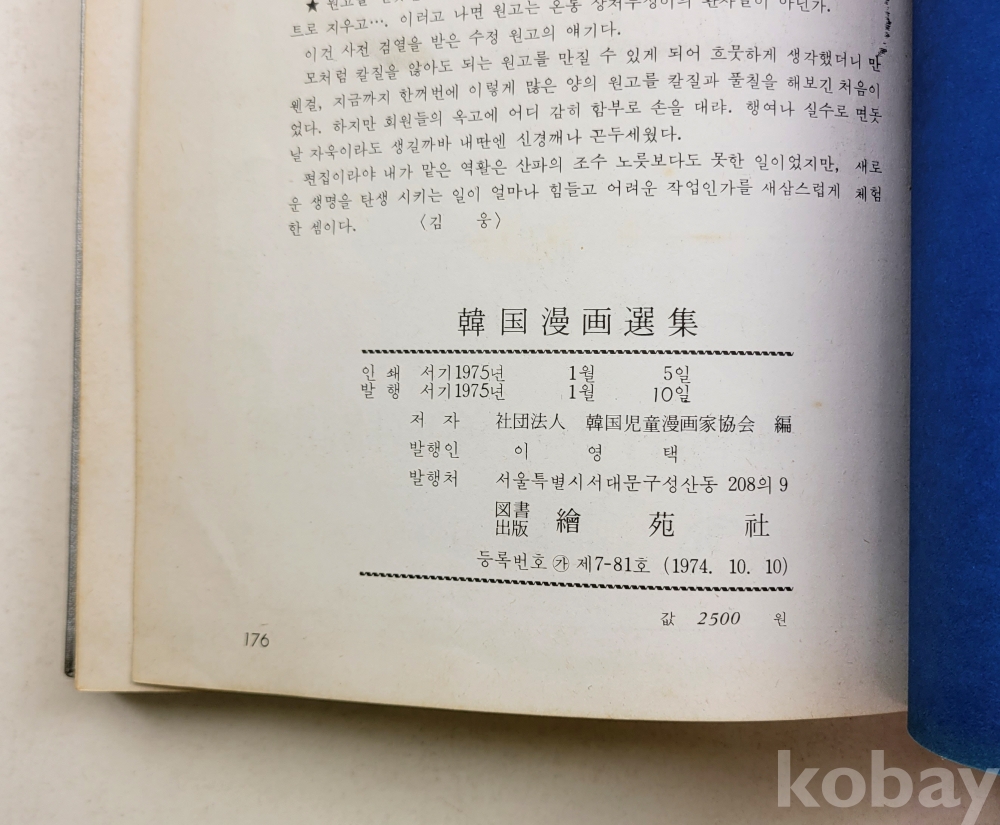 ★ 원고를
트로 지우고…. 이러고 나면 원고는 온통 상처투성이의 환자꼴이 아닌가.
이건 사전 검열을 받은 수정 원고의 얘기다.
모처럼 칼질을 않아도 되는 원고를 만질 수 있게 되어 흐뭇하게 생각했더니 만
웬걸, 지금까지 한꺼번에 이렇게 많은 양의 원고를 칼질과 풀칠을 해보긴 처음이
었다. 하지만 회원들의 옥고에 어디 감히 함부로 손을 대랴. 행여나 실수로 면돗
날 자욱이라도 생길까바 내딴엔 신경깨나 곤두세웠다.
편집이라야 내가 맡은 역활은 산파의 조수 노릇보다도 못한 일이었지만, 새로
운 생명을 탄생 시키는 일이 얼마나 힘들고 어려운 작업인가를 새삼스럽게 체험
한 셈이다. 〈김 웅〉
韓国漫画選集
인 쇄 서기1975년 1월 5일
발 행 서기1975년 1월 10일
저 자 社団法人 韓国児童漫画家協会 編
발행인 이 영 택
발행처 서울특별시서대문구성산동 208의 9
図書出版 繪苑社
등록번호 ㉮ 제7-81호 (1974. 10. 10)
값 2500 원
176
kobay